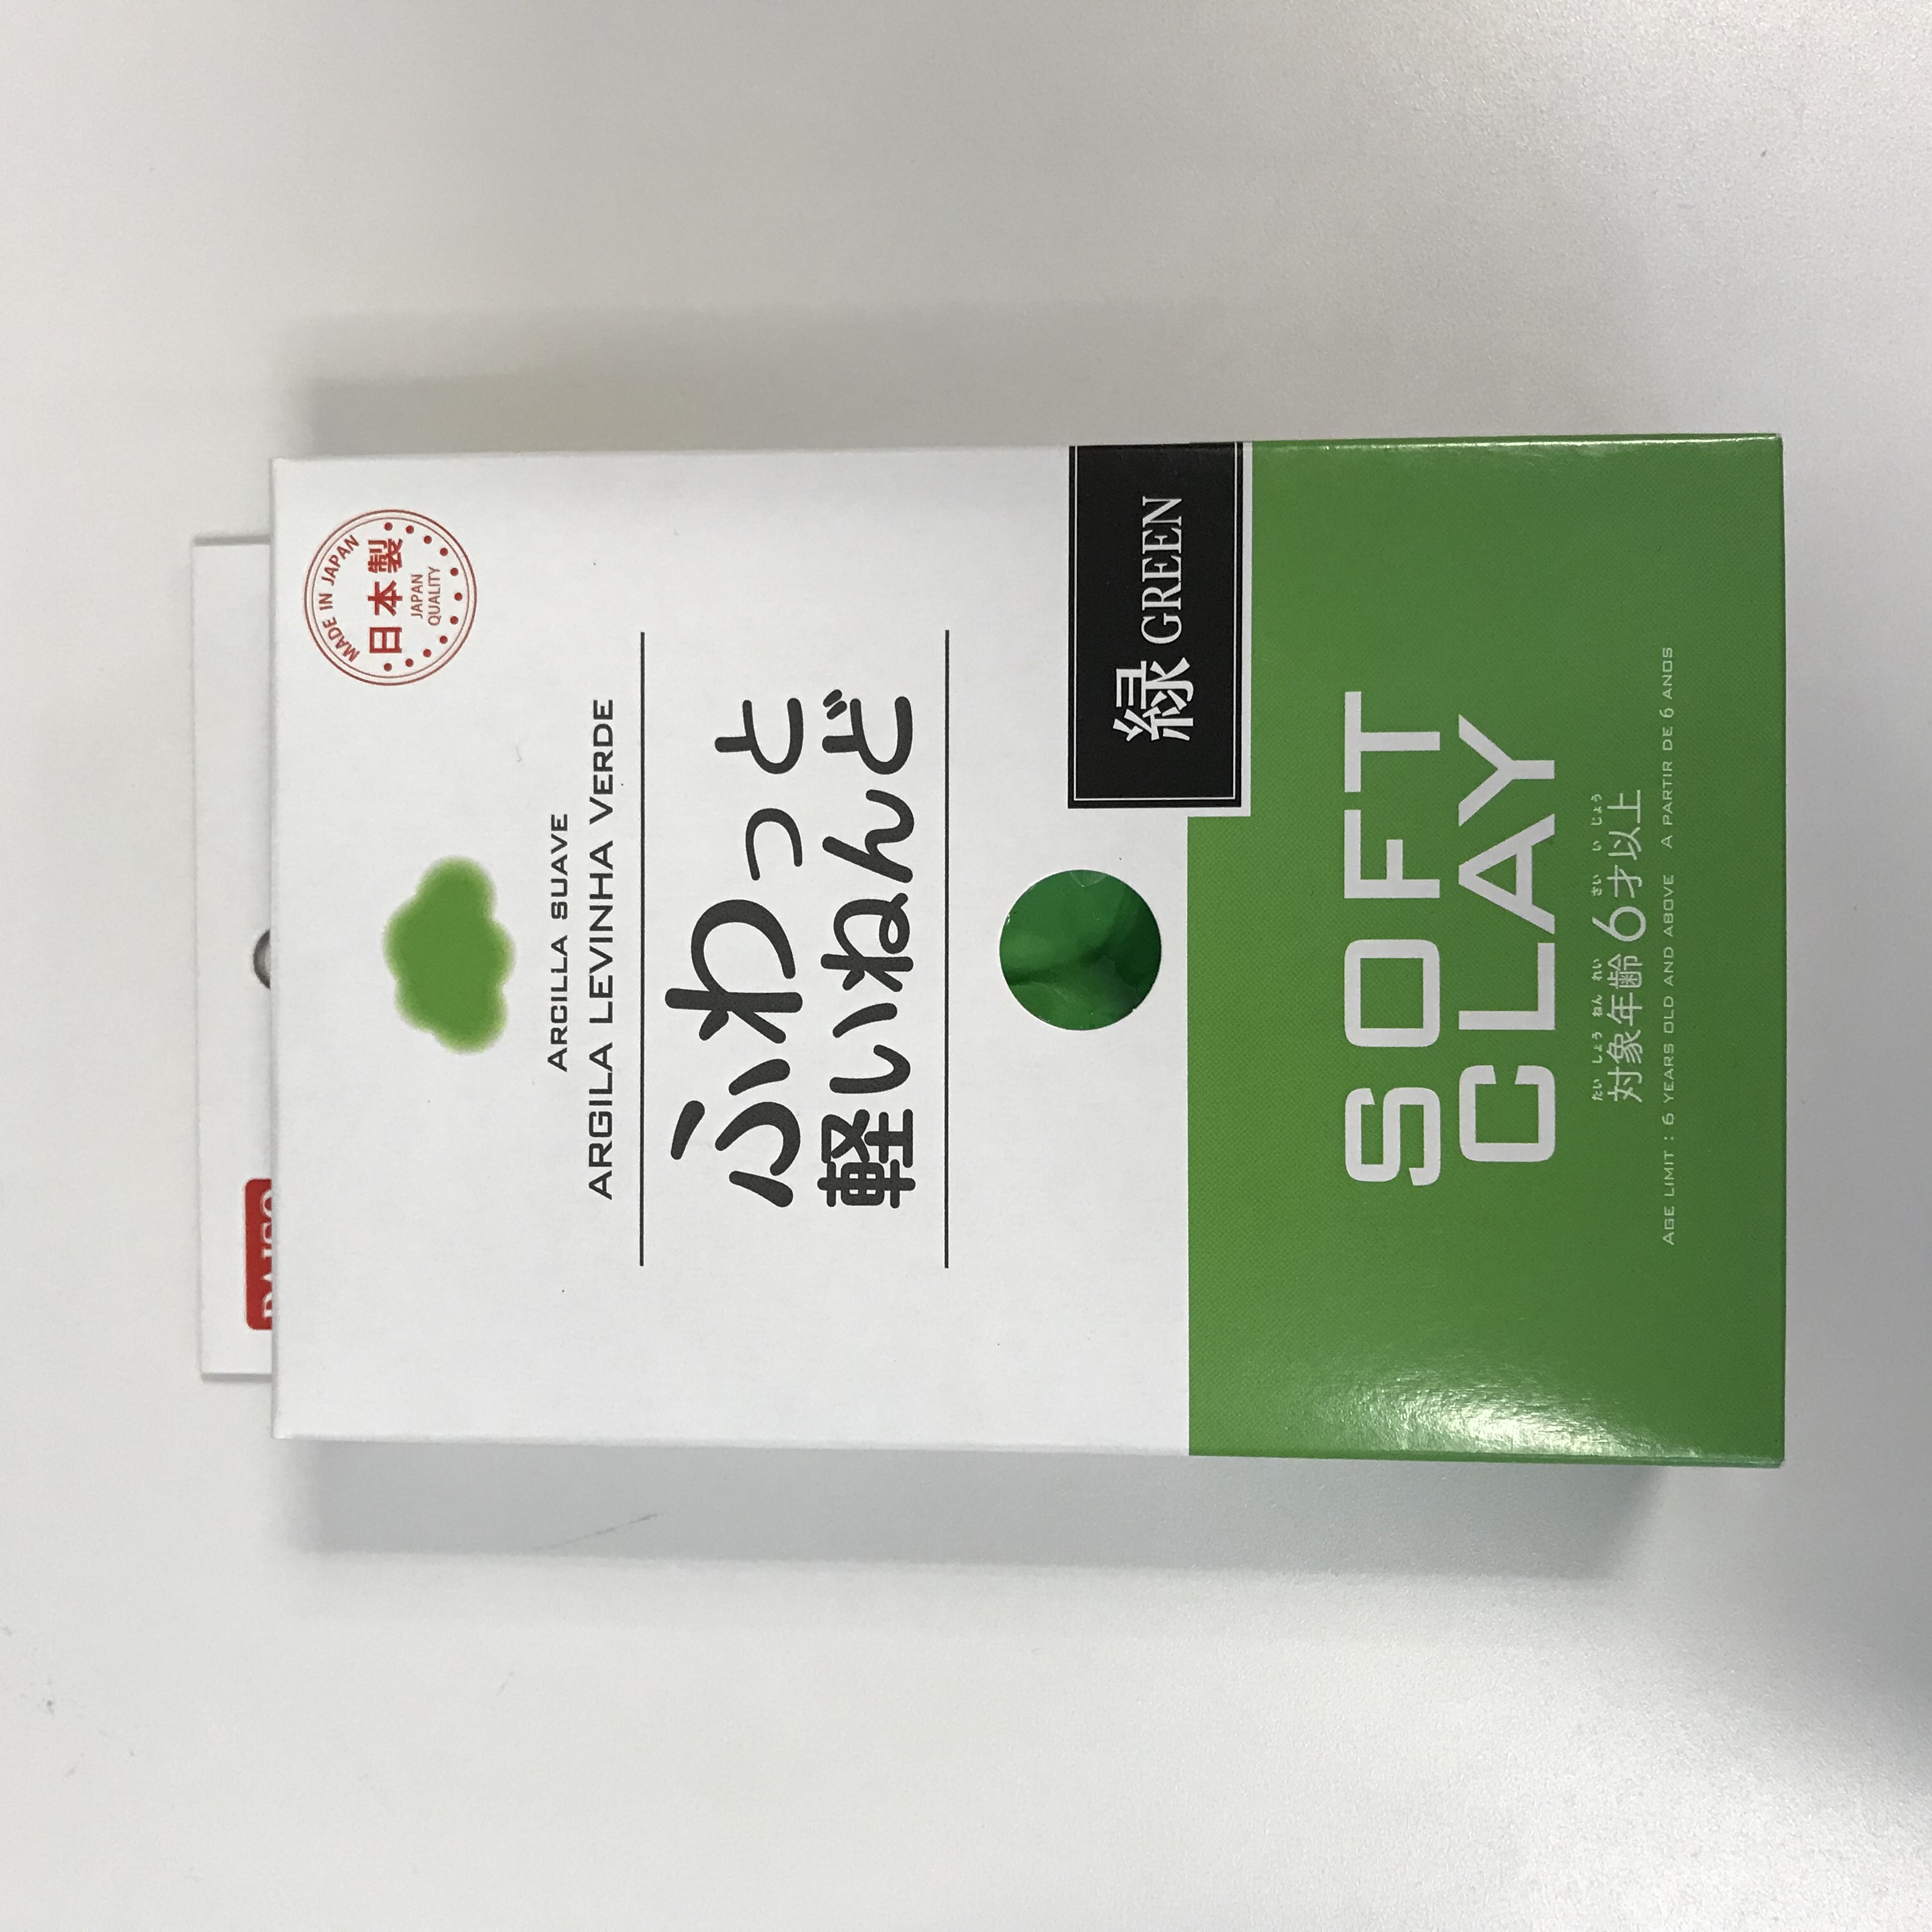 DAISO
MADE IN JAPAN
日本製
JAPAN
QUALITY
ARCILLA SUAVE
ARGILA LEVINHA VERDE
ふわっと
軽いねんど
緑 GREEN
SOFT
CLAY
たいしょうねんれい さいいじょう
対象年齢6才以上
AGE LIMIT : 6 YEARS OLD AND ABOVE A PARTIR DE 6 ANOS